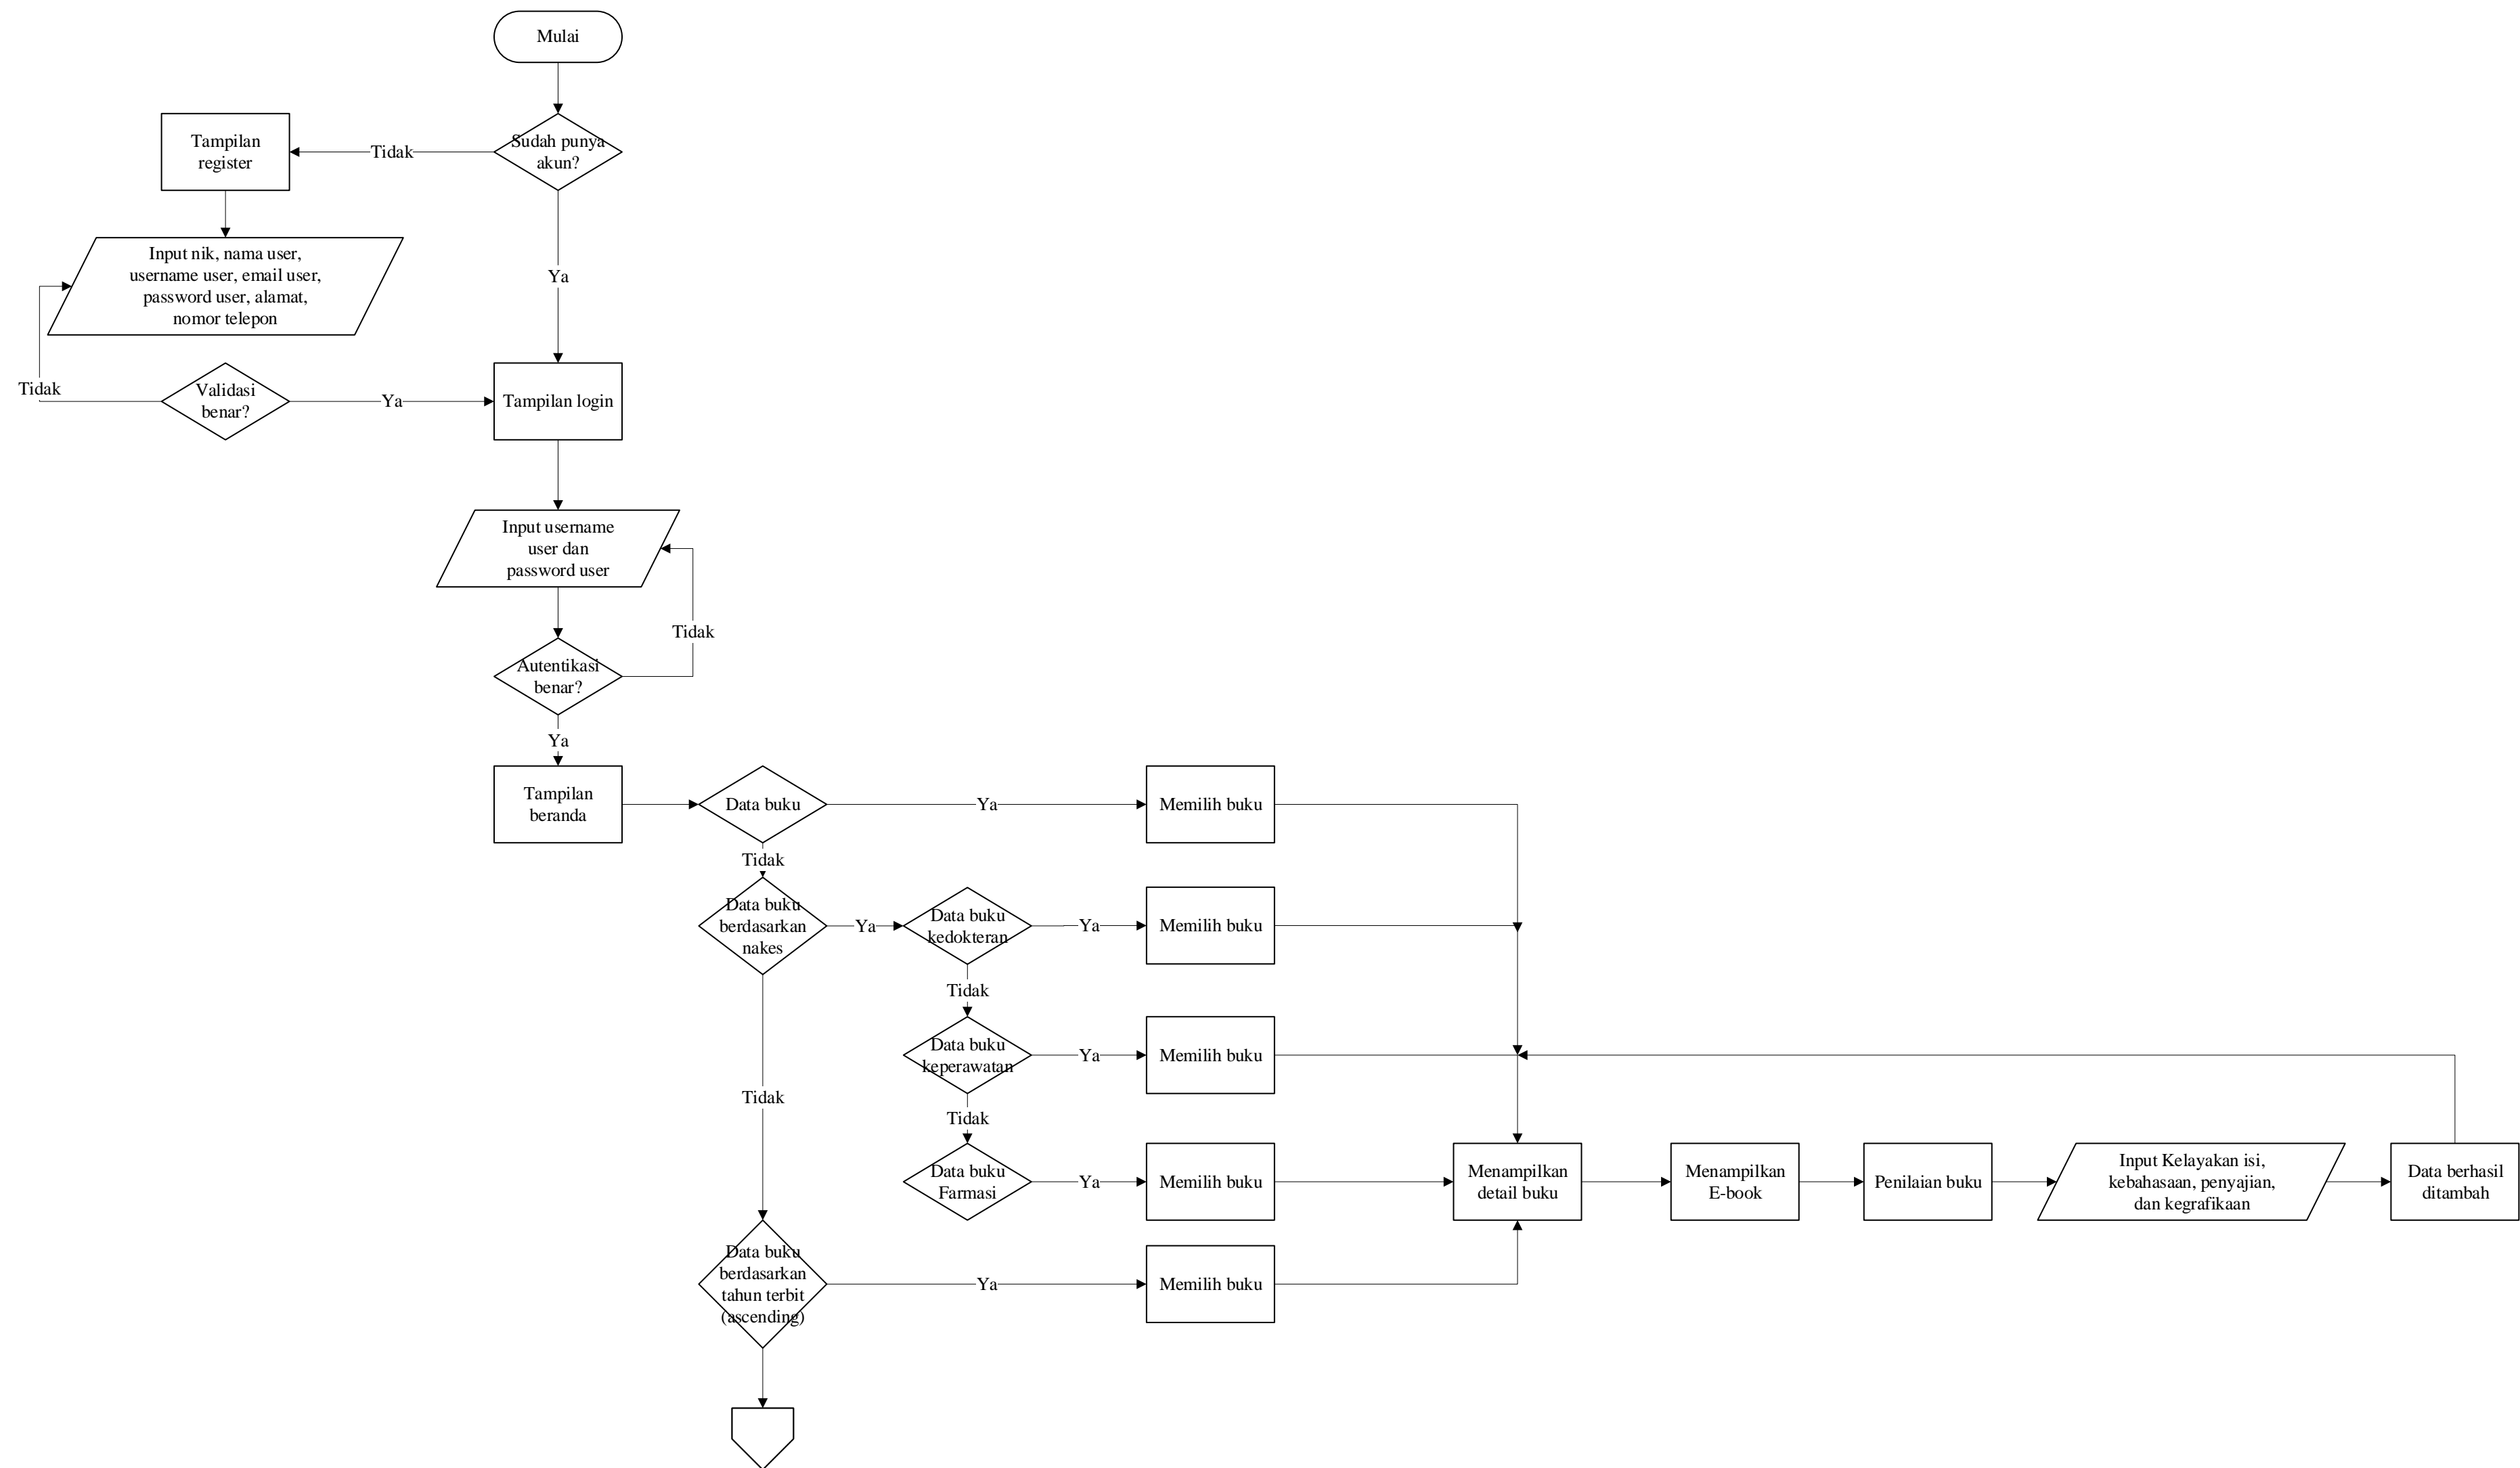 Mulai
Sudah punya
akun?
Tidak
Tampilan
register
Input nik, nama user,
username user, email user,
password user, alamat,
nomor telepon
Ya
Tidak
Validasi
benar?
Ya
Tampilan login
Input username
user dan
password user
Tidak
Autentikasi
benar?
Ya
Tampilan
beranda
Data buku
Ya
Memilih buku
Tidak
Data buku
berdasarkan
nakes
Ya
Data buku
kedokteran
Ya
Memilih buku
Tidak
Data buku
keperawatan
Ya
Memilih buku
Tidak
Tidak
Data buku
Farmasi
Ya
Memilih buku
Menampilkan
detail buku
Menampilkan
E-book
Penilaian buku
Input Kelayakan isi,
kebahasaan, penyajian,
dan kegrafikaan
Data berhasil
ditambah
Data buku
berdasarkan
tahun terbit
(ascending)
Ya
Memilih buku